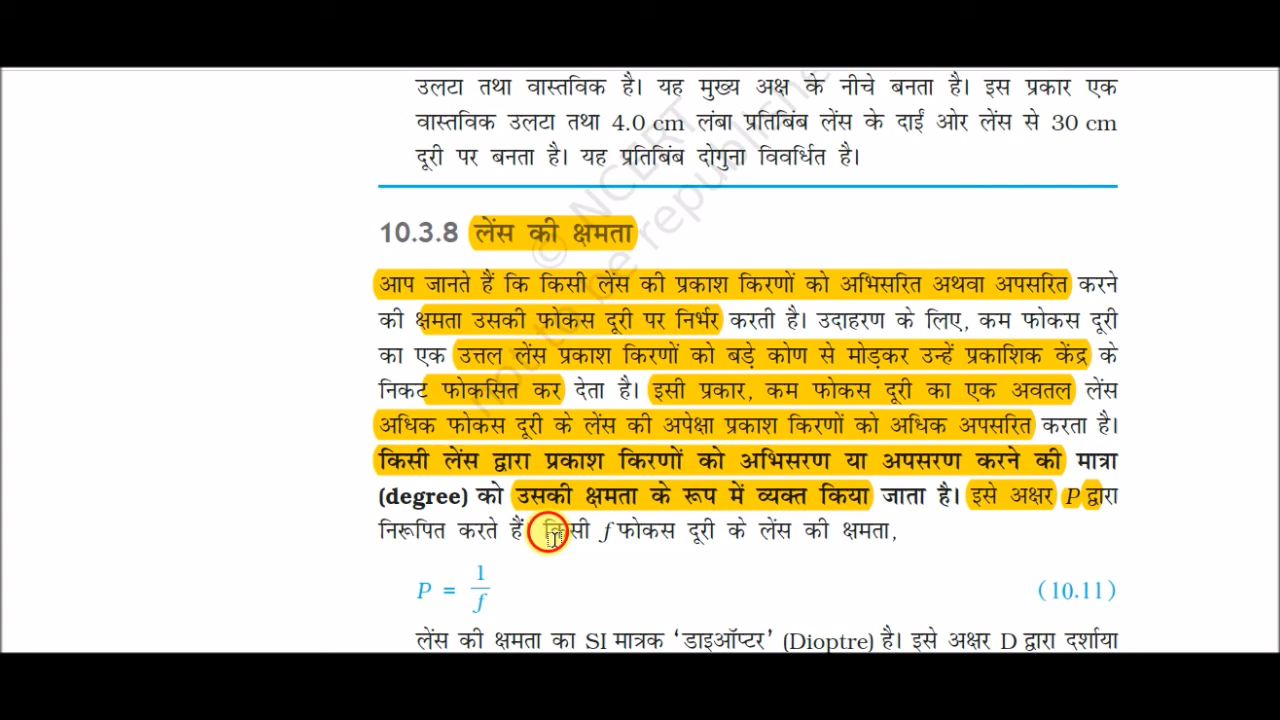 उलटा तथा वास्तविक है। यह मुख्य अक्ष के नीचे बनता है। इस प्रकार एक
वास्तविक उलटा तथा 4.0 cm लंबा प्रतिबिंब लेंस के दाईं ओर लेंस से 30 cm
दूरी पर बनता है। यह प्रतिबिंब दोगुना विवर्धित है।
10.3.8 लेंस की क्षमता
आप जानते हैं कि किसी लेंस की प्रकाश किरणों को अभिसरित अथवा अपसरित करने
की क्षमता उसकी फोकस दूरी पर निर्भर करती है। उदाहरण के लिए, कम फोकस दूरी
का एक उत्तल लेंस प्रकाश किरणों को बड़े कोण से मोड़कर उन्हें प्रकाशिक केंद्र के
निकट फोकसित कर देता है। इसी प्रकार, कम फोकस दूरी का एक अवतल लेंस
अधिक फोकस दूरी के लेंस की अपेक्षा प्रकाश किरणों को अधिक अपसरित करता है।
किसी लेंस द्वारा प्रकाश किरणों को अभिसरण या अपसरण करने की मात्रा
(degree) को उसकी क्षमता के रूप में व्यक्त किया जाता है। इसे अक्षर P द्वारा
निरूपित करते हैं किसी f फोकस दूरी के लेंस की क्षमता,
P = 1/f (10.11)
लेंस की क्षमता का SI मात्रक ‘डाइऑप्टर’ (Dioptre) है। इसे अक्षर D द्वारा दर्शाया
© NCERT
not to be republishe